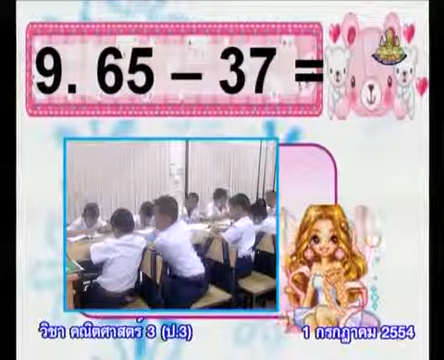 9. 65 – 37 =
วิชา คณิตศาสตร์ 3 (ป.3)
1 กรกฎาคม 2554